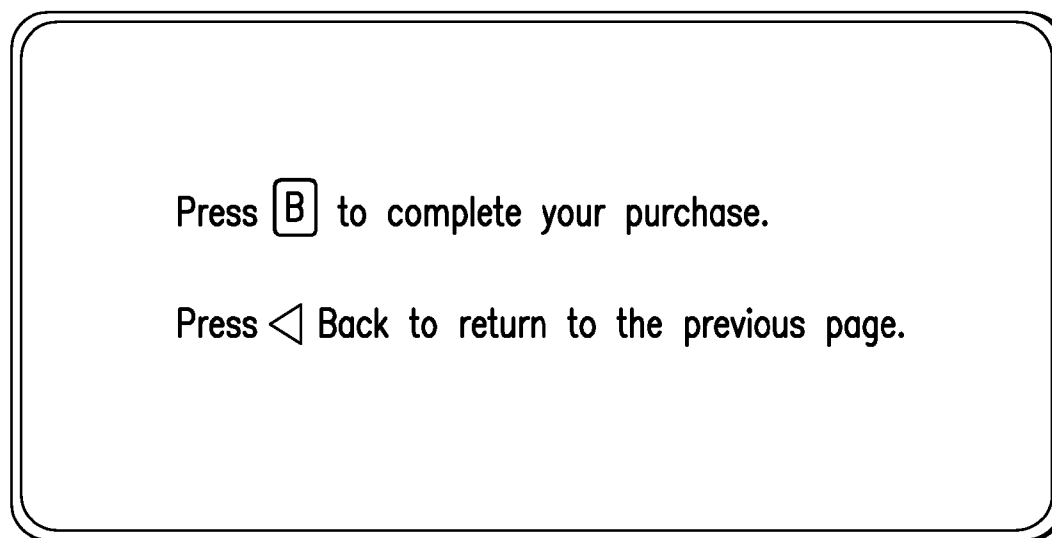 Press B to complete your purchase.
Press ◁ Back to return to the previous page.